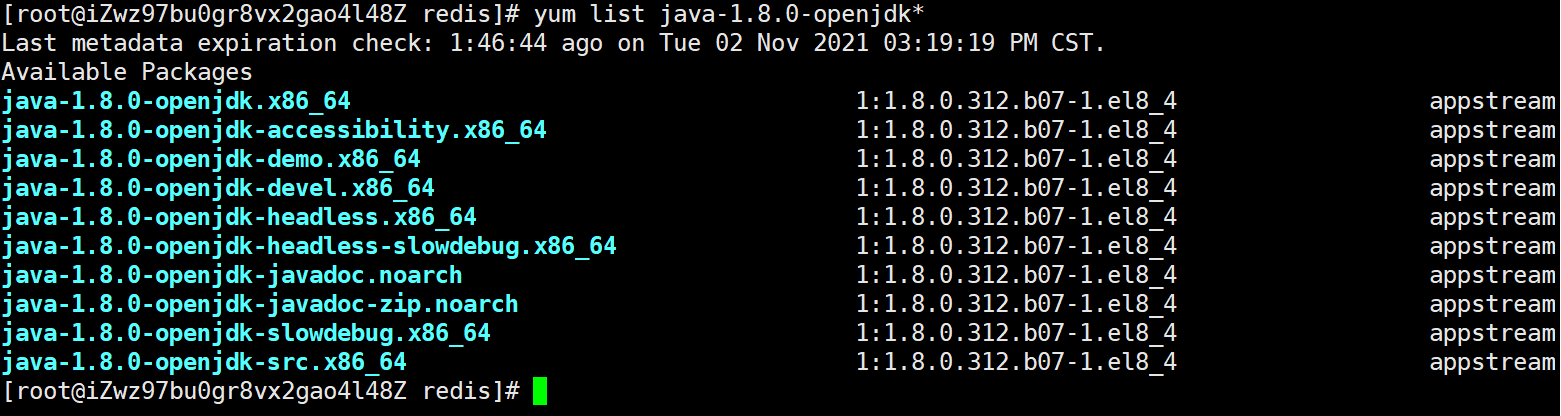 [root@iZwz97bu0gr8vx2gao4l48Z redis]# yum list java-1.8.0-openjdk*
Last metadata expiration check: 1:46:44 ago on Tue 02 Nov 2021 03:19:19 PM CST.
Available Packages
java-1.8.0-openjdk.x86_64 1:1.8.0.312.b07-1.el8_4 appstream
java-1.8.0-openjdk-accessibility.x86_64 1:1.8.0.312.b07-1.el8_4 appstream
java-1.8.0-openjdk-demo.x86_64 1:1.8.0.312.b07-1.el8_4 appstream
java-1.8.0-openjdk-devel.x86_64 1:1.8.0.312.b07-1.el8_4 appstream
java-1.8.0-openjdk-headless.x86_64 1:1.8.0.312.b07-1.el8_4 appstream
java-1.8.0-openjdk-headless-slowdebug.x86_64 1:1.8.0.312.b07-1.el8_4 appstream
java-1.8.0-openjdk-javadoc.noarch 1:1.8.0.312.b07-1.el8_4 appstream
java-1.8.0-openjdk-javadoc-zip.noarch 1:1.8.0.312.b07-1.el8_4 appstream
java-1.8.0-openjdk-slowdebug.x86_64 1:1.8.0.312.b07-1.el8_4 appstream
java-1.8.0-openjdk-src.x86_64 1:1.8.0.312.b07-1.el8_4 appstream
[root@iZwz97bu0gr8vx2gao4l48Z redis]#